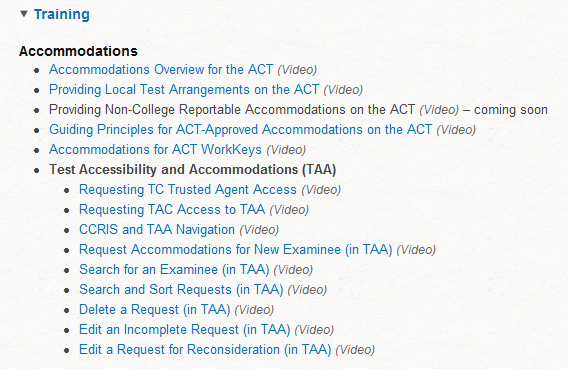 Training
Accommodations
Accommodations Overview for the ACT (Video)
Providing Local Test Arrangements on the ACT (Video)
Providing Non-College Reportable Accommodations on the ACT (Video) – coming soon
Guiding Principles for ACT-Approved Accommodations on the ACT (Video)
Accommodations for ACT WorkKeys (Video)
Test Accessibility and Accommodations (TAA)
Requesting TC Trusted Agent Access (Video)
Requesting TAC Access to TAA (Video)
CCRIS and TAA Navigation (Video)
Request Accommodations for New Examinee (in TAA) (Video)
Search for an Examinee (in TAA) (Video)
Search and Sort Requests (in TAA) (Video)
Delete a Request (in TAA) (Video)
Edit an Incomplete Request (in TAA) (Video)
Edit a Request for Reconsideration (in TAA) (Video)